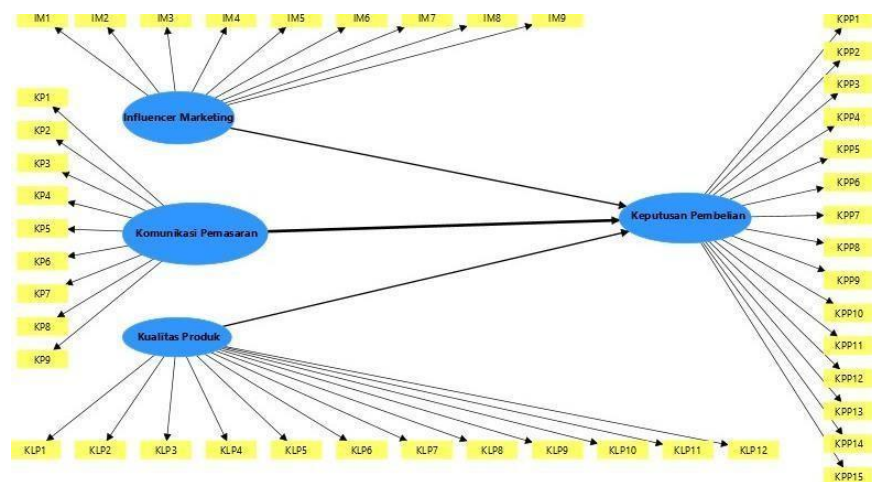 IM1 IM2 IM3 IM4 IM5 IM6 IM7 IM8 IM9
Influencer Marketing
KP1
KP2
KP3
KP4
KP5
KP6
KP7
KP8
KP9
Komunikasi Pemasaran
Kualitas Produk
KLP1 KLP2 KLP3 KLP4 KLP5 KLP6 KLP7 KLP8 KLP9 KLP10 KLP11 KLP12
Keputusan Pembelian
KPP1
KPP2
KPP3
KPP4
KPP5
KPP6
KPP7
KPP8
KPP9
KPP10
KPP11
KPP12
KPP13
KPP14
KPP15